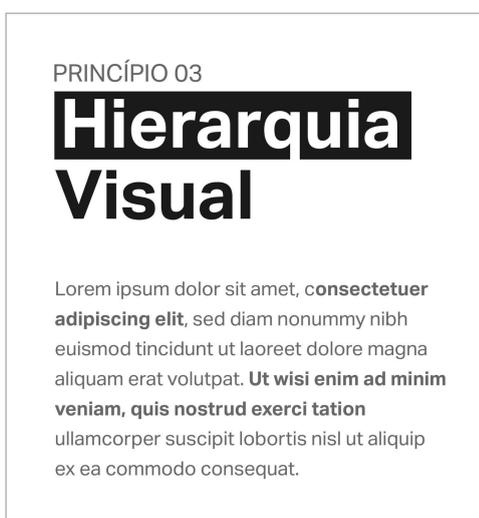 PRINCÍPIO 03
Hierarquia
Visual
Lorem ipsum dolor sit amet, consectetuer
adipiscing elit, sed diam nonummy nibh
euismod tincidunt ut laoreet dolore magna
aliquam erat volutpat. Ut wisi enim ad minim
veniam, quis nostrud exerci tation
ullamcorper suscipit lobortis nisl ut aliquip
ex ea commodo consequat.